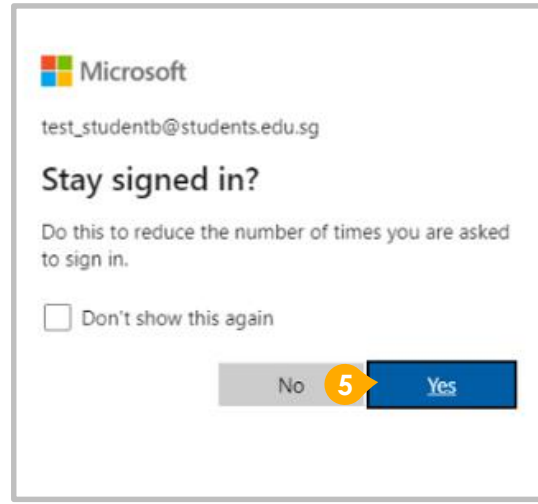 Microsoft
test_studentb@students.edu.sg
Stay signed in?
Do this to reduce the number of times you are asked
to sign in.
Don't show this again
No 5 Yes